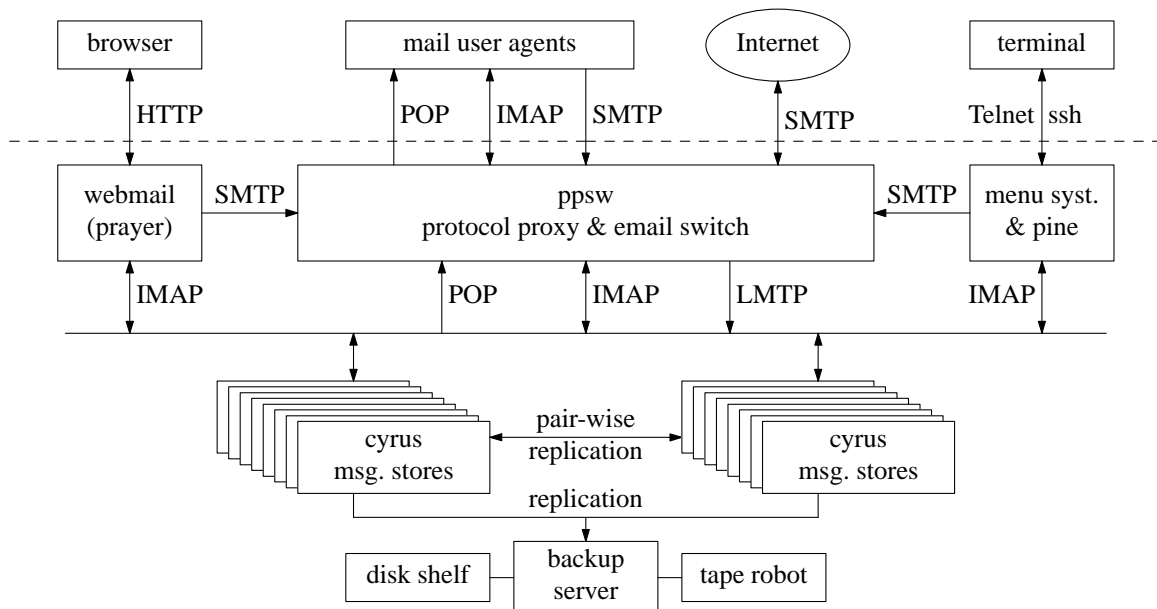 browser
mail user agents
Internet
terminal
HTTP
POP
IMAP
SMTP
SMTP
Telnet ssh
webmail
(prayer)
SMTP
ppsw
protocol proxy & email switch
SMTP
menu syst.
& pine
IMAP
POP
IMAP
LMTP
IMAP
cyrus
msg. stores
pair-wise
replication
cyrus
msg. stores
replication
disk shelf
backup
server
tape robot